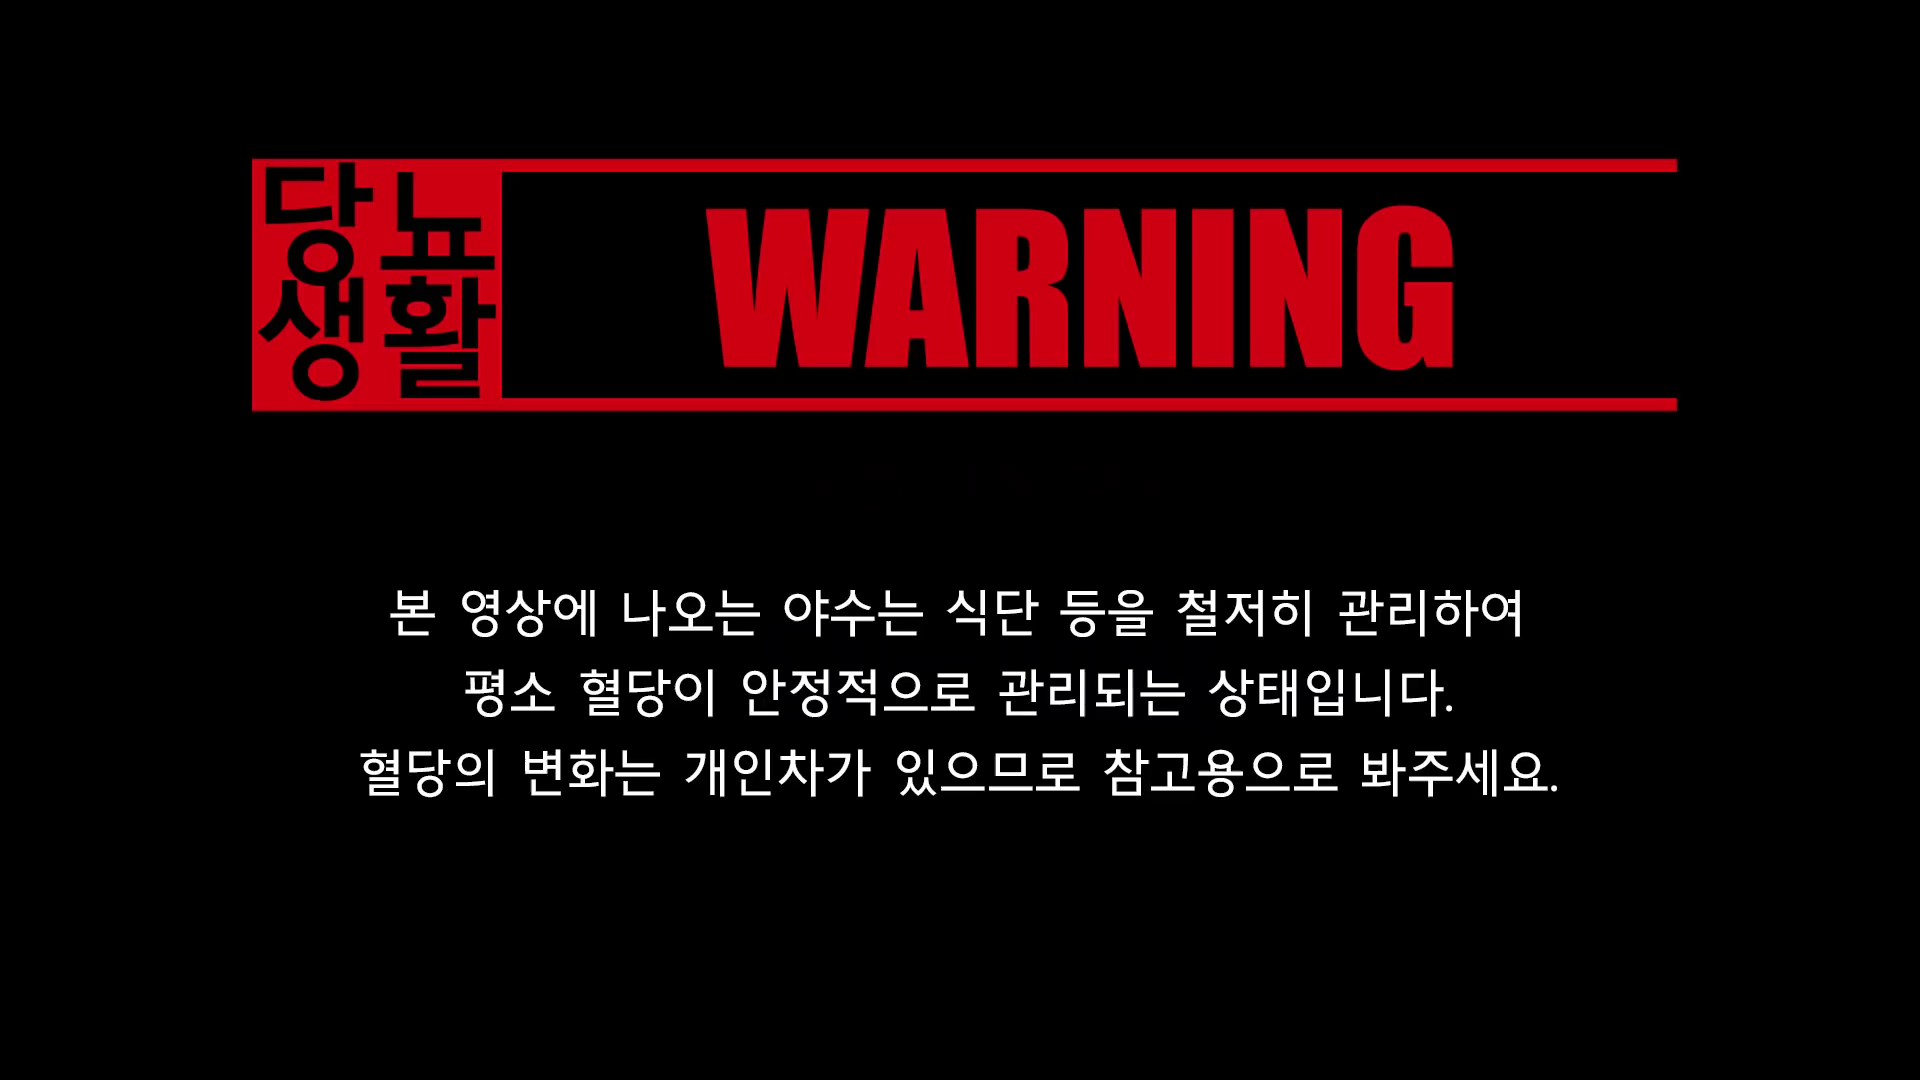 당뇨
생활
WARNING
본 영상에 나오는 야수는 식단 등을 철저히 관리하여
평소 혈당이 안정적으로 관리되는 상태입니다.
혈당의 변화는 개인차가 있으므로 참고용으로 봐주세요.